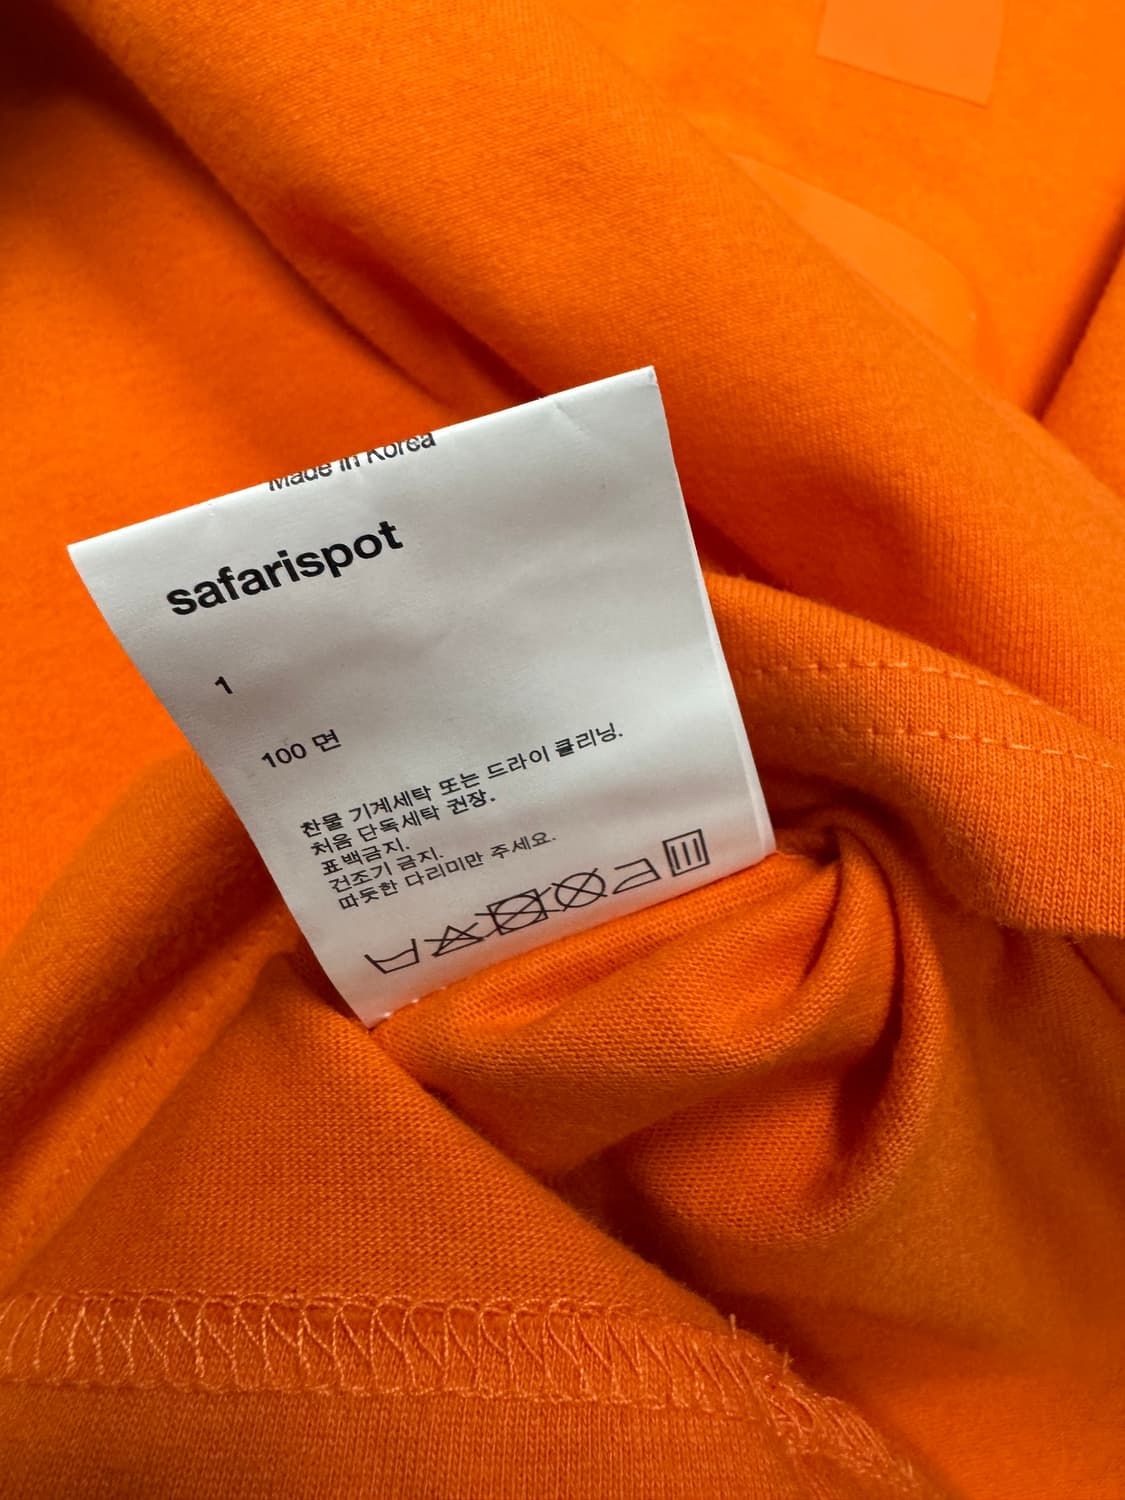 Made in Korea
safarispot
1
100 면
찬물 기계세탁 또는 드라이 클리닝.
처음 단독세탁 권장.
표백금지.
건조기 금지.
따뜻한 다리미만 주세요.